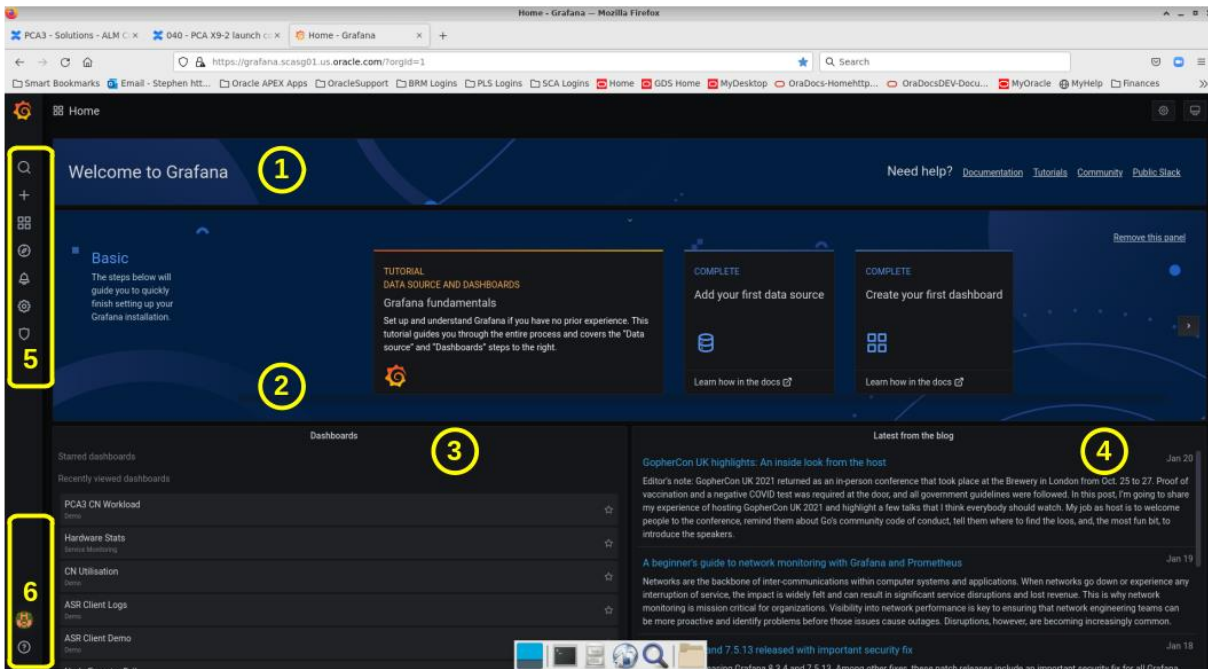 Home - Grafana — Mozilla Firefox
PCA3 - Solutions - ALM C
040 - PCA X9-2 launch c
Home - Grafana
https://grafana.scasg01.us.oracle.com/?orgid=1
Search
Smart Bookmarks
Email - Stephen htt...
Oracle APEX Apps
OracleSupport
BRM Logins
PLS Logins
SCA Logins
Home
GDS Home
MyDesktop
OraDocs-Homehttp...
OraDocsDEV-Docu...
MyOracle
MyHelp
Finances
Home
Welcome to Grafana
1
Need help? Documentation Tutorials Community Public Slack
Remove this panel
Basic
The steps below will
guide you to quickly
finish setting up your
Grafana installation.
TUTORIAL
DATA SOURCE AND DASHBOARDS
Grafana fundamentals
Set up and understand Grafana if you have no prior experience. This
tutorial guides you through the entire process and covers the "Data
source" and "Dashboards" steps to the right.
COMPLETE
Add your first data source
Learn how in the docs
COMPLETE
Create your first dashboard
Learn how in the docs
5
2
Dashboards
3
Starred dashboards
Recently viewed dashboards
PCA3 CN Workload
Demo
Hardware Stats
Service Monitoring
CN Utilisation
Demo
ASR Client Logs
Demo
ASR Client Demo
Demo
6
Latest from the blog
4
GopherCon UK highlights: An inside look from the host
Jan 20
Editor's note: GopherCon UK 2021 returned as an in-person conference that took place at the Brewery in London from Oct. 25 to 27. Proof of
vaccination and a negative COVID test was required at the door, and all government guidelines were followed. In this post, I'm going to share
my experience of hosting GopherCon UK 2021 and highlight a few talks that I think everybody should watch. My job as host is to welcome
people to the conference, remind them about Go's community code of conduct, tell them where to find the loos, and, the most fun bit, to
introduce the speakers.
A beginner's guide to network monitoring with Grafana and Prometheus
Jan 19
Networks are the backbone of inter-communications within computer systems and applications. When networks go down or experience any
interruption of service, the impact is widely felt and can result in significant service disruptions and lost revenue. This is why network
monitoring is mission critical for organizations. Visibility into network performance is key to ensuring that network engineering teams can
be more proactive and identify problems before those issues cause outages. Disruptions, however, are becoming increasingly common.
and 7.5.13 released with important security fix
Jan 18